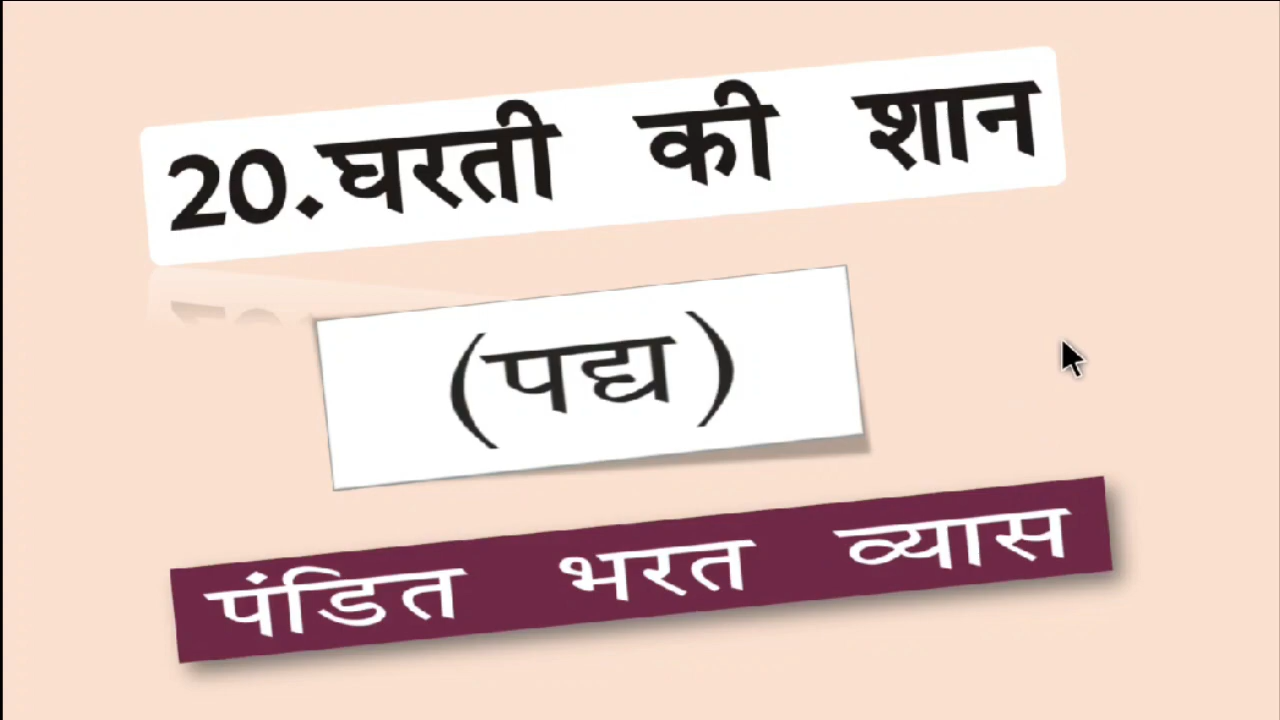 20.घरती की शान
(पद्य)
पंडित भरत व्यास